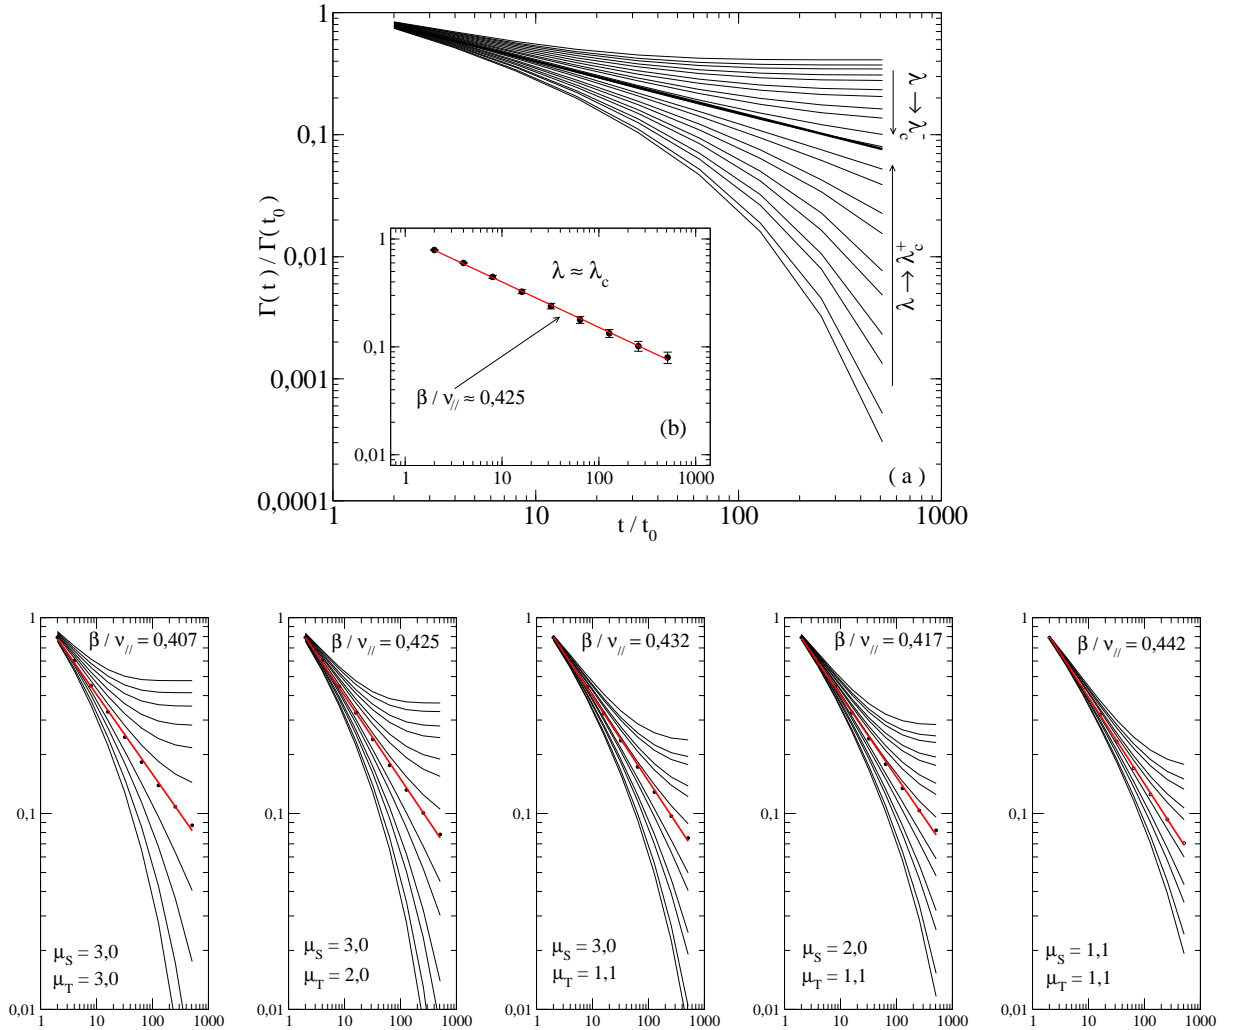 1
0,1
0,01
0,001
0,0001
Γ(t) / Γ(t₀)
1
10
100
1000
t / t₀
λ → λc⁻
λ → λc⁺
( a )
1
0,1
0,01
1
10
100
1000
λ ≈ λc
β / ν// ≈ 0,425
(b)
1
0,1
0,01
β / ν// = 0,407
μS = 3,0
μT = 3,0
1
10
100
1000
1
0,1
0,01
β / ν// = 0,425
μS = 3,0
μT = 2,0
1
10
100
1000
1
0,1
0,01
β / ν// = 0,432
μS = 3,0
μT = 1,1
1
10
100
1000
1
0,1
0,01
β / ν// = 0,417
μS = 2,0
μT = 1,1
1
10
100
1000
1
0,1
0,01
β / ν// = 0,442
μS = 1,1
μT = 1,1
1
10
100
1000